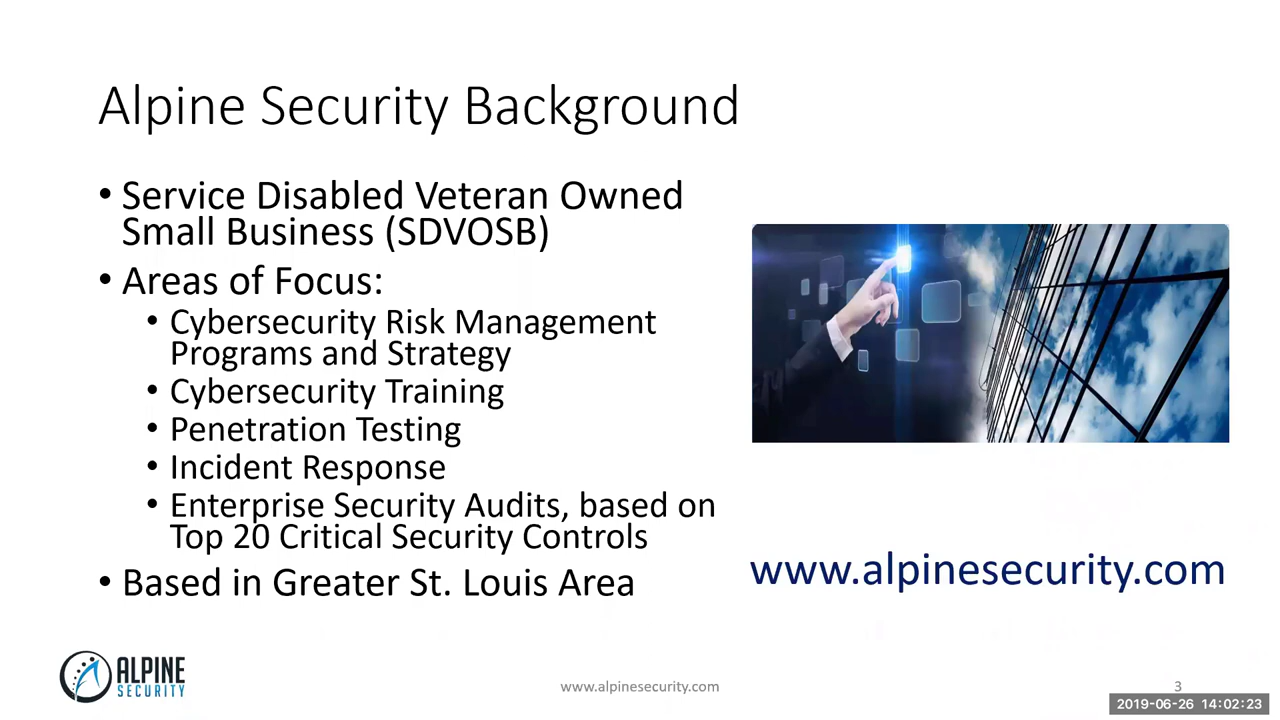 Alpine Security Background
• Service Disabled Veteran Owned
Small Business (SDVOSB)
• Areas of Focus:
• Cybersecurity Risk Management
Programs and Strategy
• Cybersecurity Training
• Penetration Testing
• Incident Response
• Enterprise Security Audits, based on
Top 20 Critical Security Controls
• Based in Greater St. Louis Area
www.alpinesecurity.com
ALPINE
SECURITY
www.alpinesecurity.com
3
2019-06-26 14:02:23